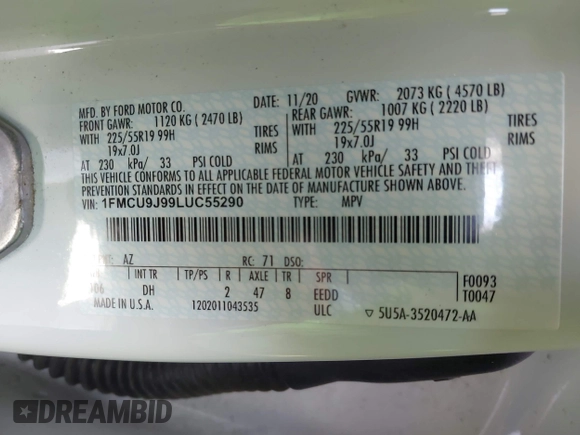 MFD. BY FORD MOTOR CO.
DATE: 11/20 GVWR: 2073 KG ( 4570 LB)
FRONT GAWR: 1120 KG ( 2470 LB)
REAR GAWR: 1007 KG ( 2220 LB)
WITH 225/55R19 99H TIRES
WITH 225/55R19 99H TIRES
19x7.0J RIMS
19x7.0J RIMS
AT 230 kPa/ 33 PSI COLD
AT 230 kPa/ 33 PSI COLD
THIS VEHICLE CONFORMS TO ALL APPLICABLE FEDERAL MOTOR VEHICLE SAFETY AND THEFT
PREVENTION STANDARDS IN EFFECT ON THE DATE OF MANUFACTURE SHOWN ABOVE.
VIN: 1FMCU9J99LUC55290 TYPE: MPV
EXT PNT: AZ RC: 71 DSO:
INT TR TP/PS R AXLE TR SPR
DH 2 47 8 EEDD
F0093
T0047
MADE IN U.S.A. 1202011043535 ULC ▽ 5U5A-3520472-AA
DREAMBID